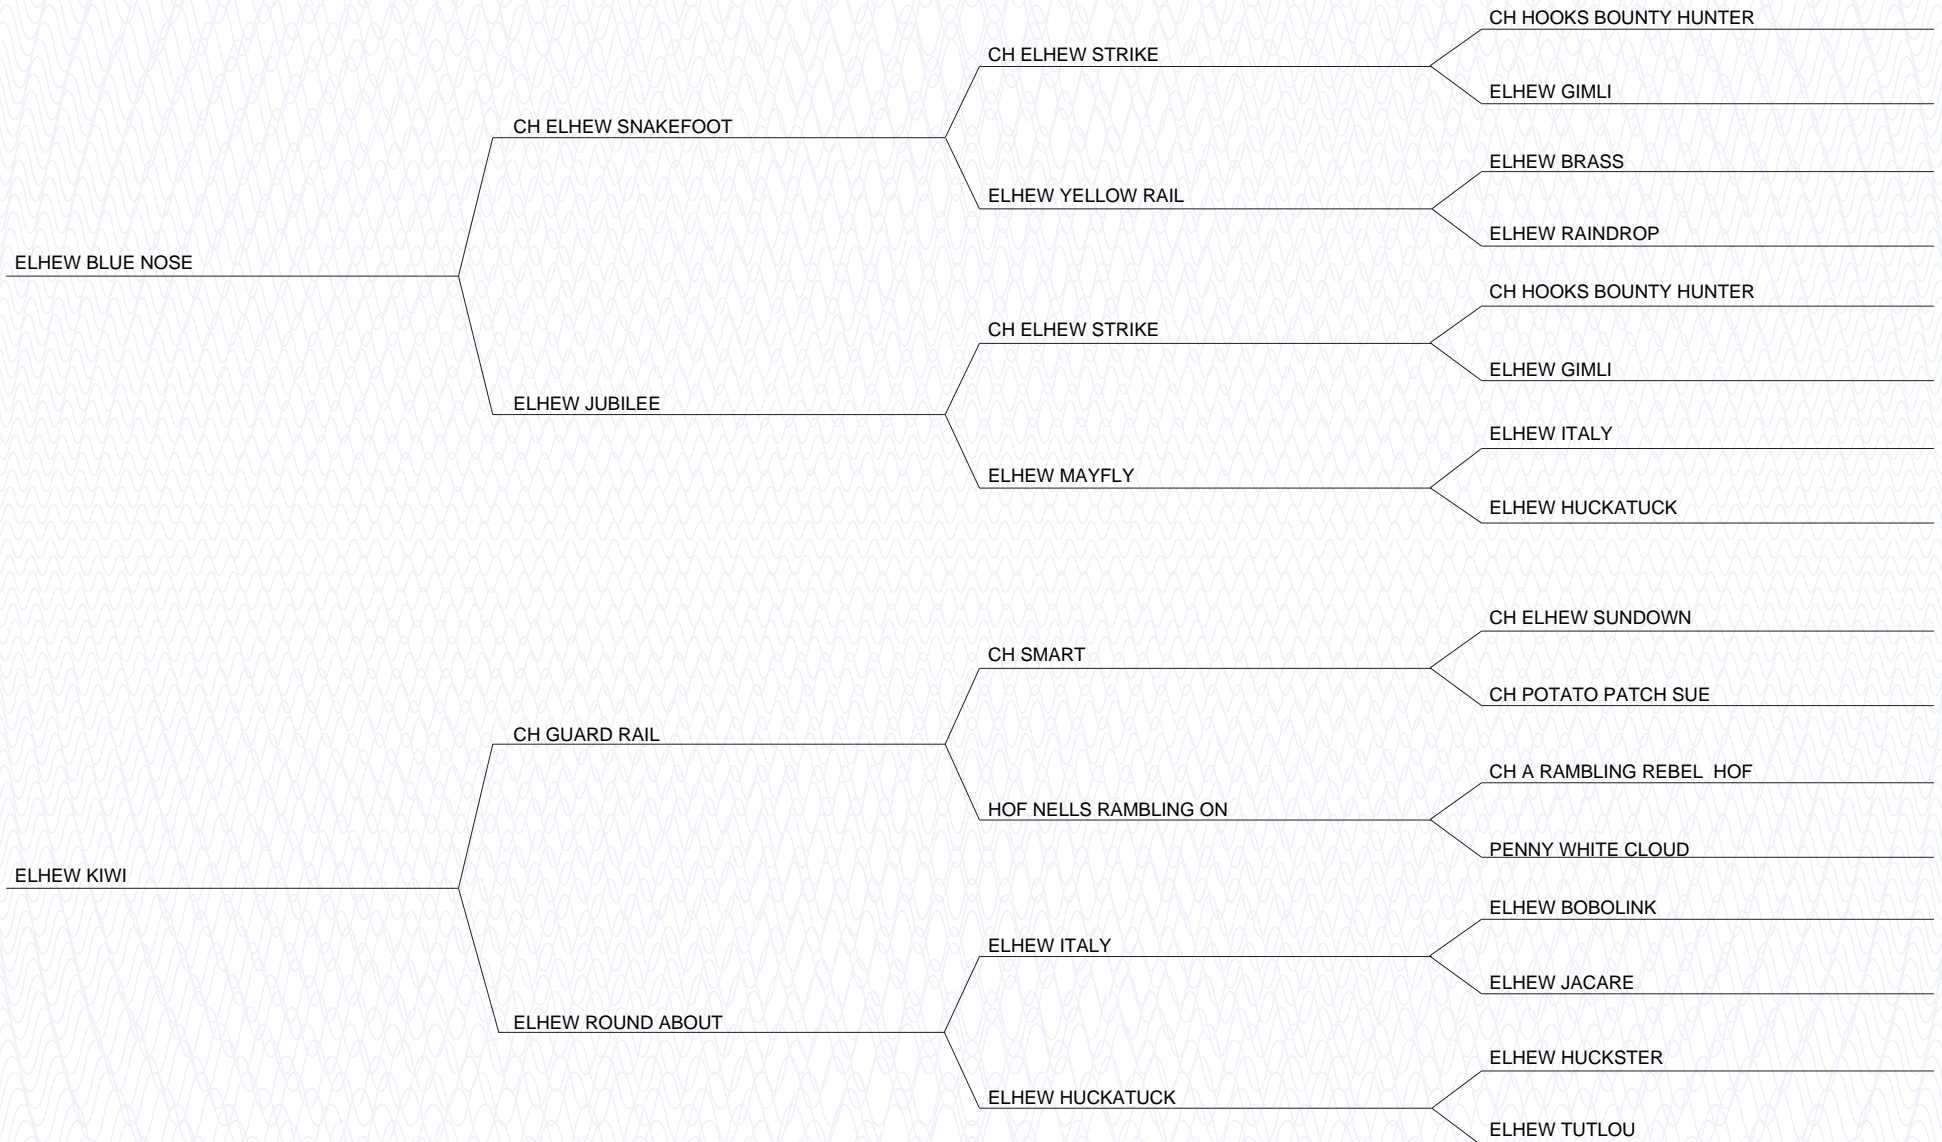 CH HOOKS BOUNTY HUNTER
CH ELHEW STRIKE
ELHEW GIMLI
CH ELHEW SNAKEFOOT
ELHEW BRASS
ELHEW YELLOW RAIL
ELHEW RAINDROP
ELHEW BLUE NOSE
CH HOOKS BOUNTY HUNTER
CH ELHEW STRIKE
ELHEW GIMLI
ELHEW JUBILEE
ELHEW ITALY
ELHEW MAYFLY
ELHEW HUCKATUCK
CH ELHEW SUNDOWN
CH SMART
CH POTATO PATCH SUE
CH GUARD RAIL
CH A RAMBLING REBEL  HOF
HOF NELLS RAMBLING ON
PENNY WHITE CLOUD
ELHEW KIWI
ELHEW BOBOLINK
ELHEW ITALY
ELHEW JACARE
ELHEW ROUND ABOUT
ELHEW HUCKSTER
ELHEW HUCKATUCK
ELHEW TUTLOU